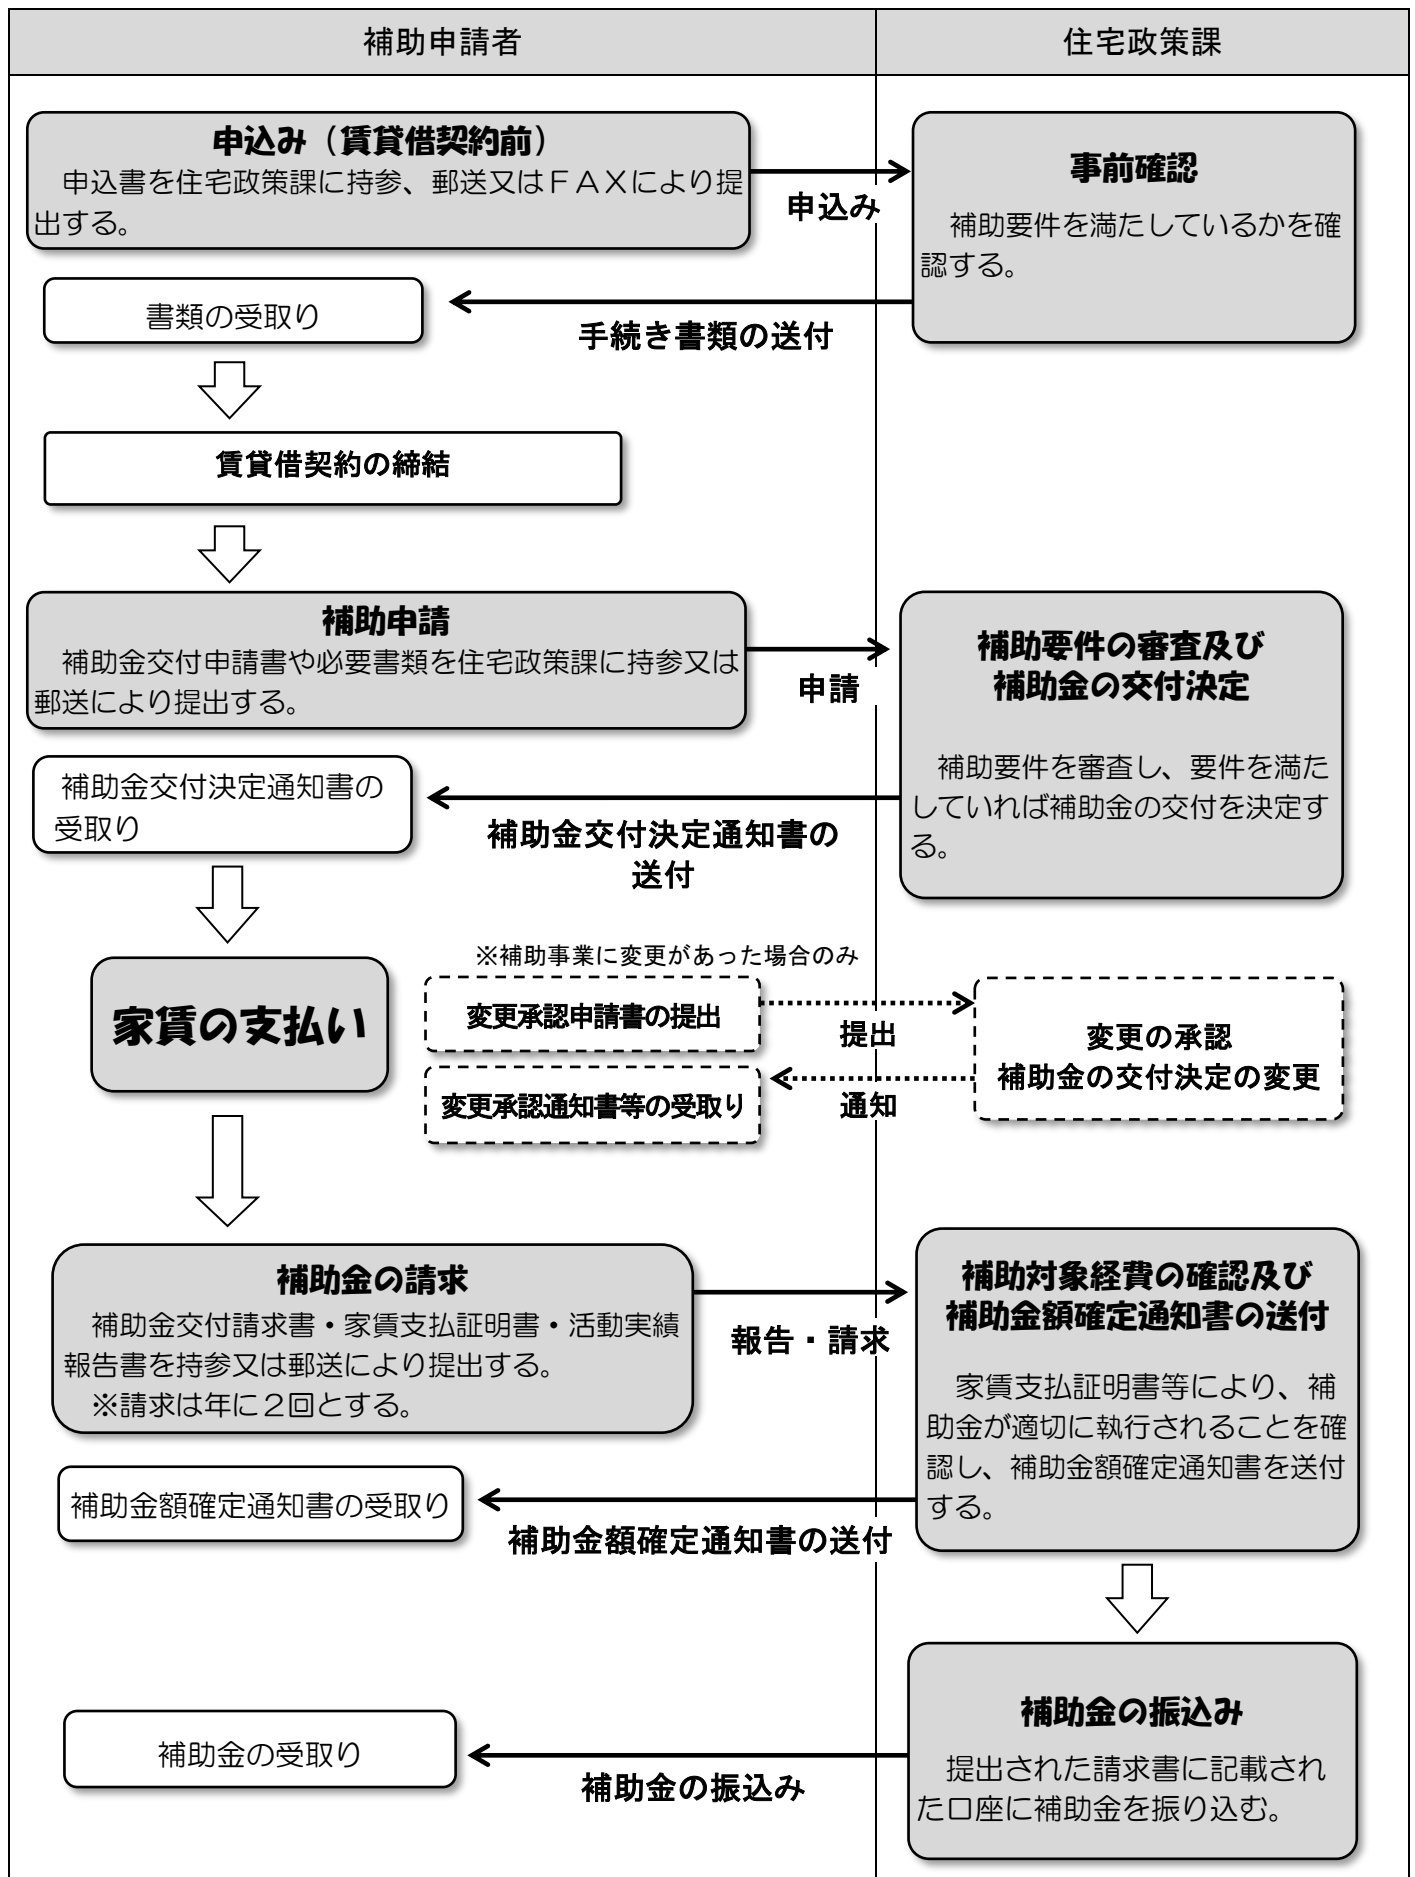 補助申請者
住宅政策課
申込み（賃貸借契約前）
　申込書を住宅政策課に持参、郵送又はＦＡＸにより提
出する。
申込み
事前確認
　補助要件を満たしているかを確
認する。
書類の受取り
手続き書類の送付
賃貸借契約の締結
補助申請
　補助金交付申請書や必要書類を住宅政策課に持参又は
郵送により提出する。
申請
補助要件の審査及び
補助金の交付決定
　補助要件を審査し、要件を満た
していれば補助金の交付を決定す
る。
補助金交付決定通知書の
受取り
補助金交付決定通知書の
送付
家賃の支払い
※補助事業に変更があった場合のみ
変更承認申請書の提出
提出
変更の承認
補助金の交付決定の変更
変更承認通知書等の受取り
通知
補助金の請求
　補助金交付請求書・家賃支払証明書・活動実績
報告書を持参又は郵送により提出する。
　※請求は年に２回とする。
報告・請求
補助対象経費の確認及び
補助金額確定通知書の送付
　家賃支払証明書等により、補
助金が適切に執行されることを確
認し、補助金額確定通知書を送付
する。
補助金額確定通知書の受取り
補助金額確定通知書の送付
補助金の振込み
　提出された請求書に記載され
た口座に補助金を振り込む。
補助金の受取り
補助金の振込み